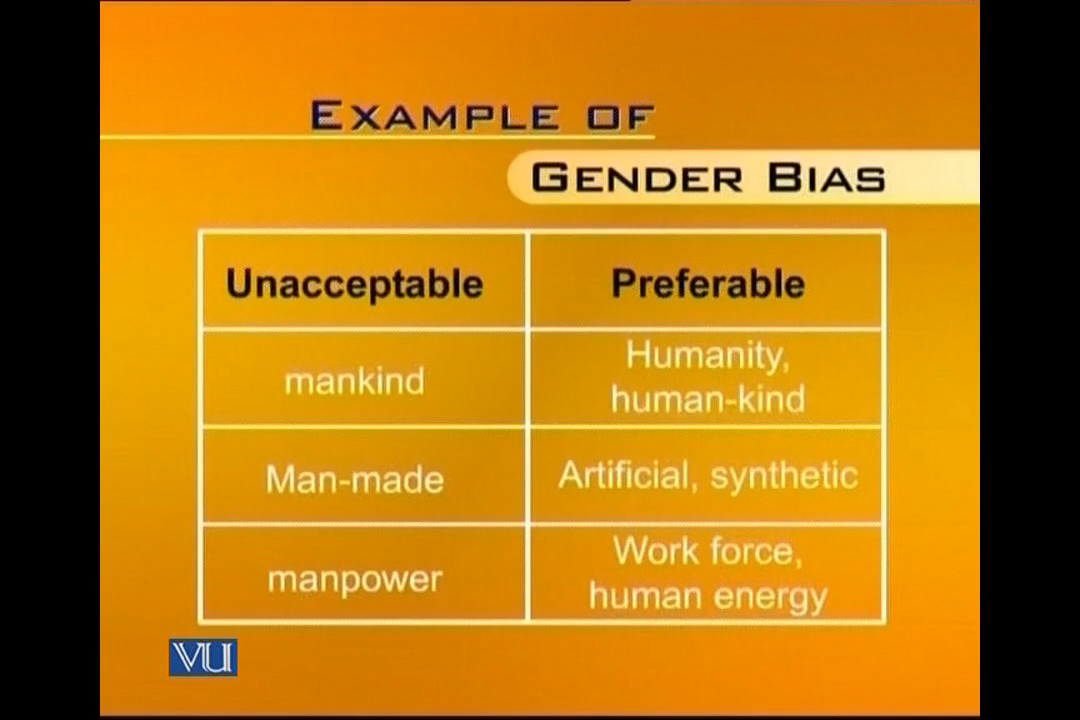 EXAMPLE OF
GENDER BIAS
Unacceptable
Preferable
mankind
Humanity,
human-kind
Man-made
Artificial, synthetic
manpower
Work force,
human energy
VU